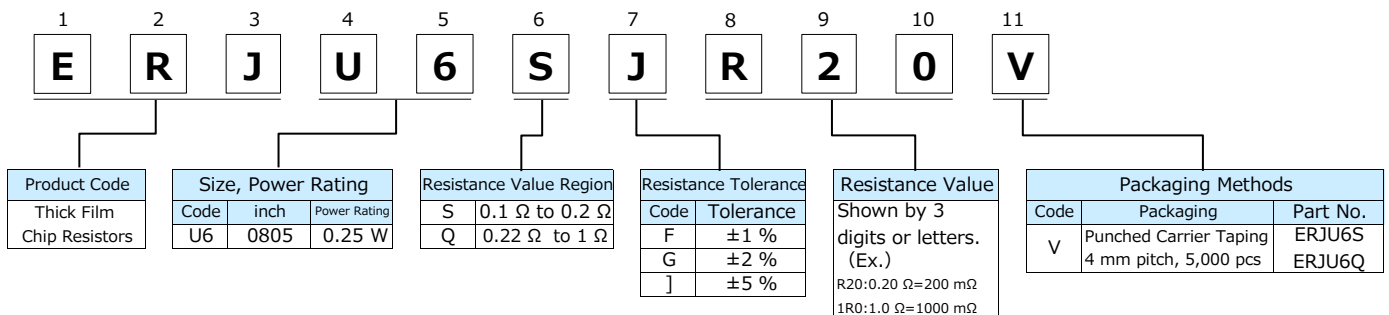 1 2 3 4 5 6 7 8 9 10 11
E R J U 6 S J R 2 0 V
Product Code
Thick Film
Chip Resistors
Size, Power Rating
Code inch Power Rating
U6 0805 0.25 W
Resistance Value Region
S 0.1 Ω to 0.2 Ω
Q 0.22 Ω to 1 Ω
Resistance Tolerance
Code Tolerance
F ±1 %
G ±2 %
] ±5 %
Resistance Value
Shown by 3
digits or letters.
（Ex.）
R20:0.20 Ω=200 mΩ
1R0:1.0 Ω=1000 mΩ
Packaging Methods
Code Packaging Part No.
V Punched Carrier Taping ERJU6S
4 mm pitch, 5,000 pcs ERJU6Q